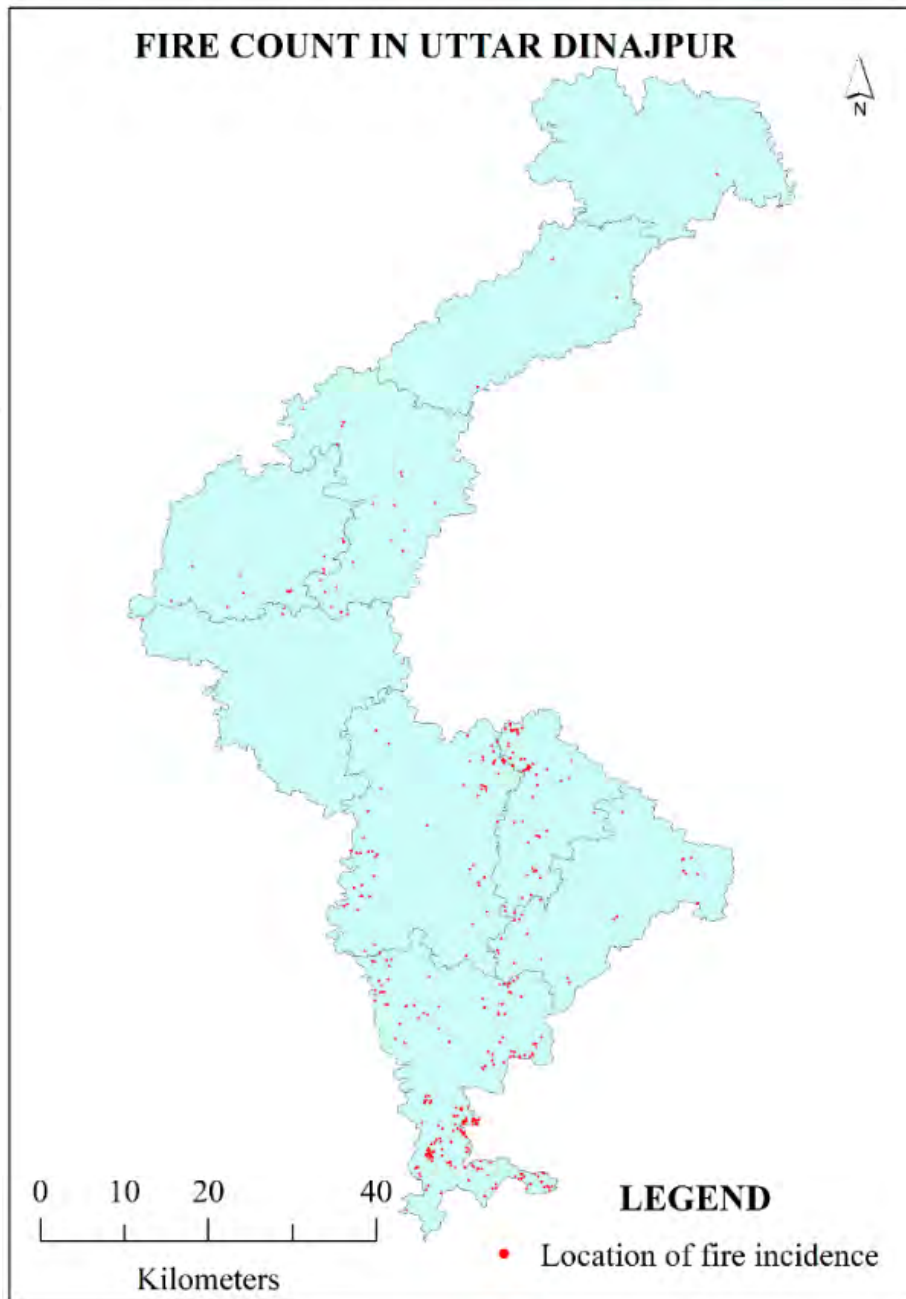 FIRE COUNT IN UTTAR DINAJPUR
N
0 10 20 40
Kilometers
LEGEND
Location of fire incidence